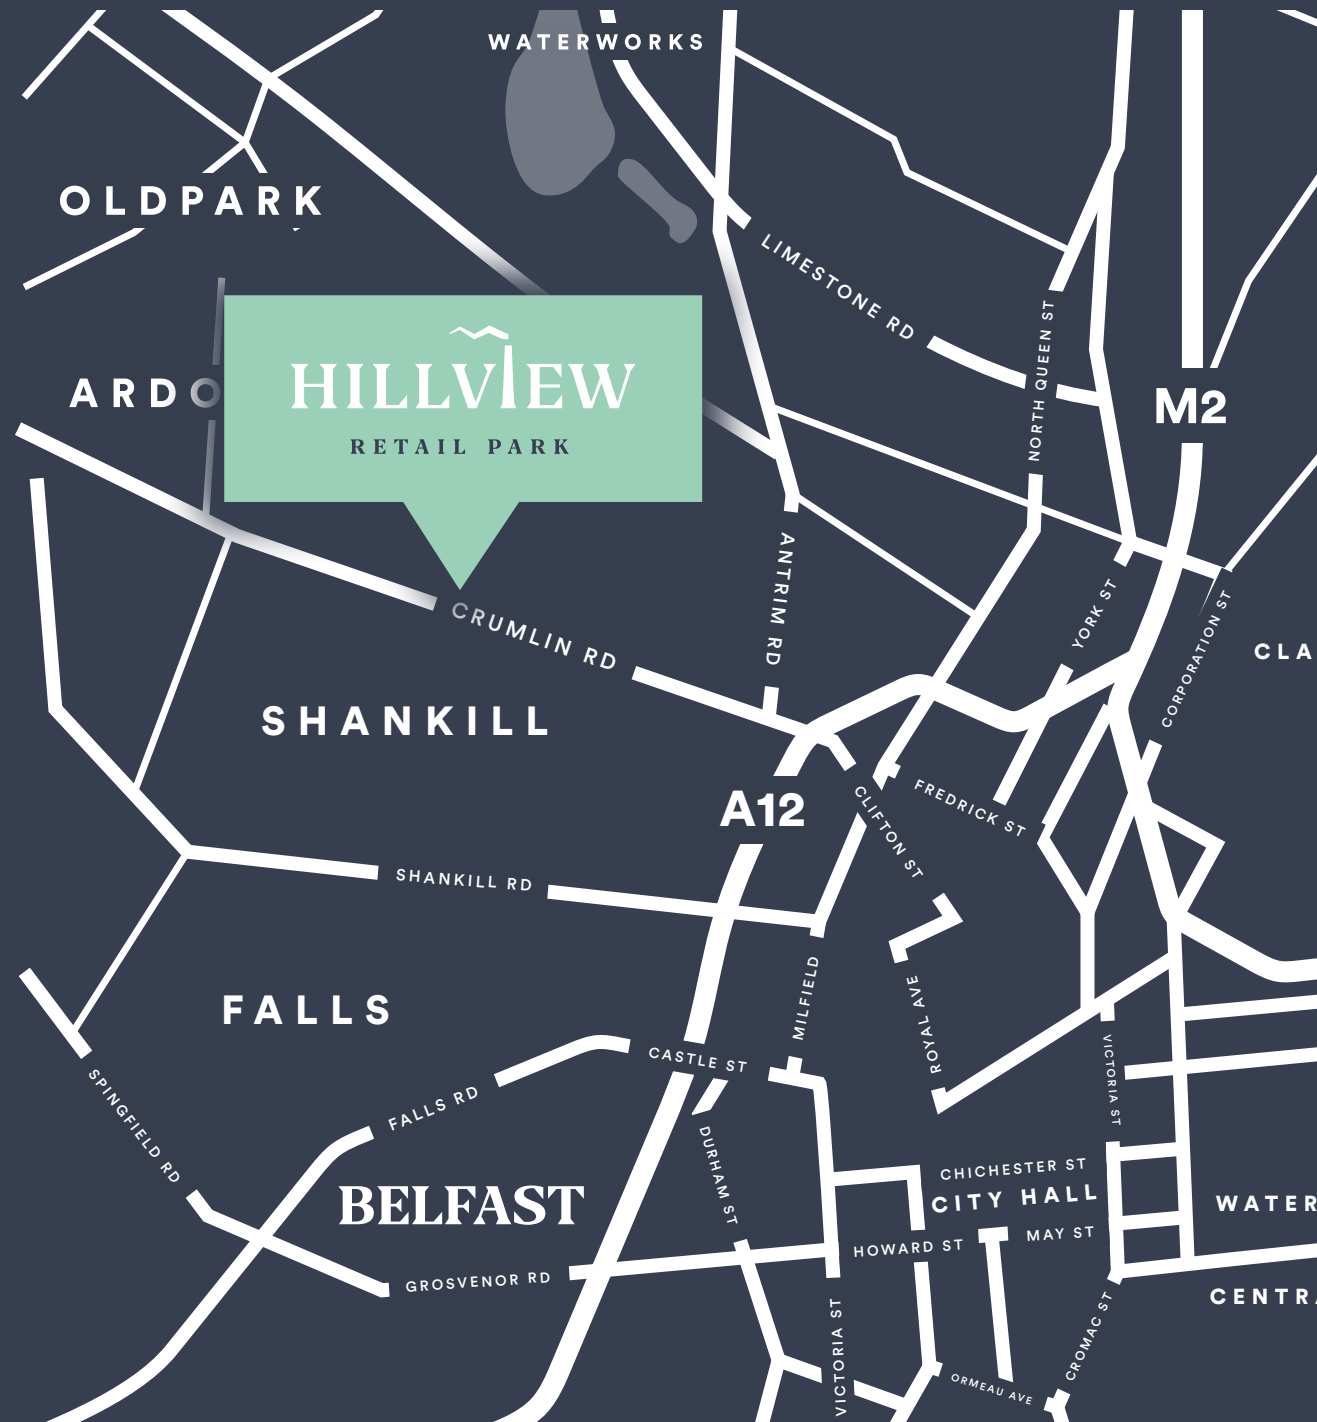 WATERWORKS
OLDPARK
LIMESTONE RD
NORTH QUEEN ST
HILLVIEW
RETAIL PARK
ARDO
M2
ANTRIM RD
YORK ST
CORPORATION ST
CRUMLIN RD
CLA
SHANKILL
A12
FREDRICK ST
CLIFTON ST
SHANKILL RD
MILFIELD
ROYAL AVE
FALLS
CASTLE ST
VICTORIA ST
SPINGFIELD RD
FALLS RD
DURHAM ST
CHICHESTER ST
CITY HALL
BELFAST
WATER
MAY ST
HOWARD ST
GROSVENOR RD
CENTRA
VICTORIA ST
CROMAC ST
ORMEAU AVE